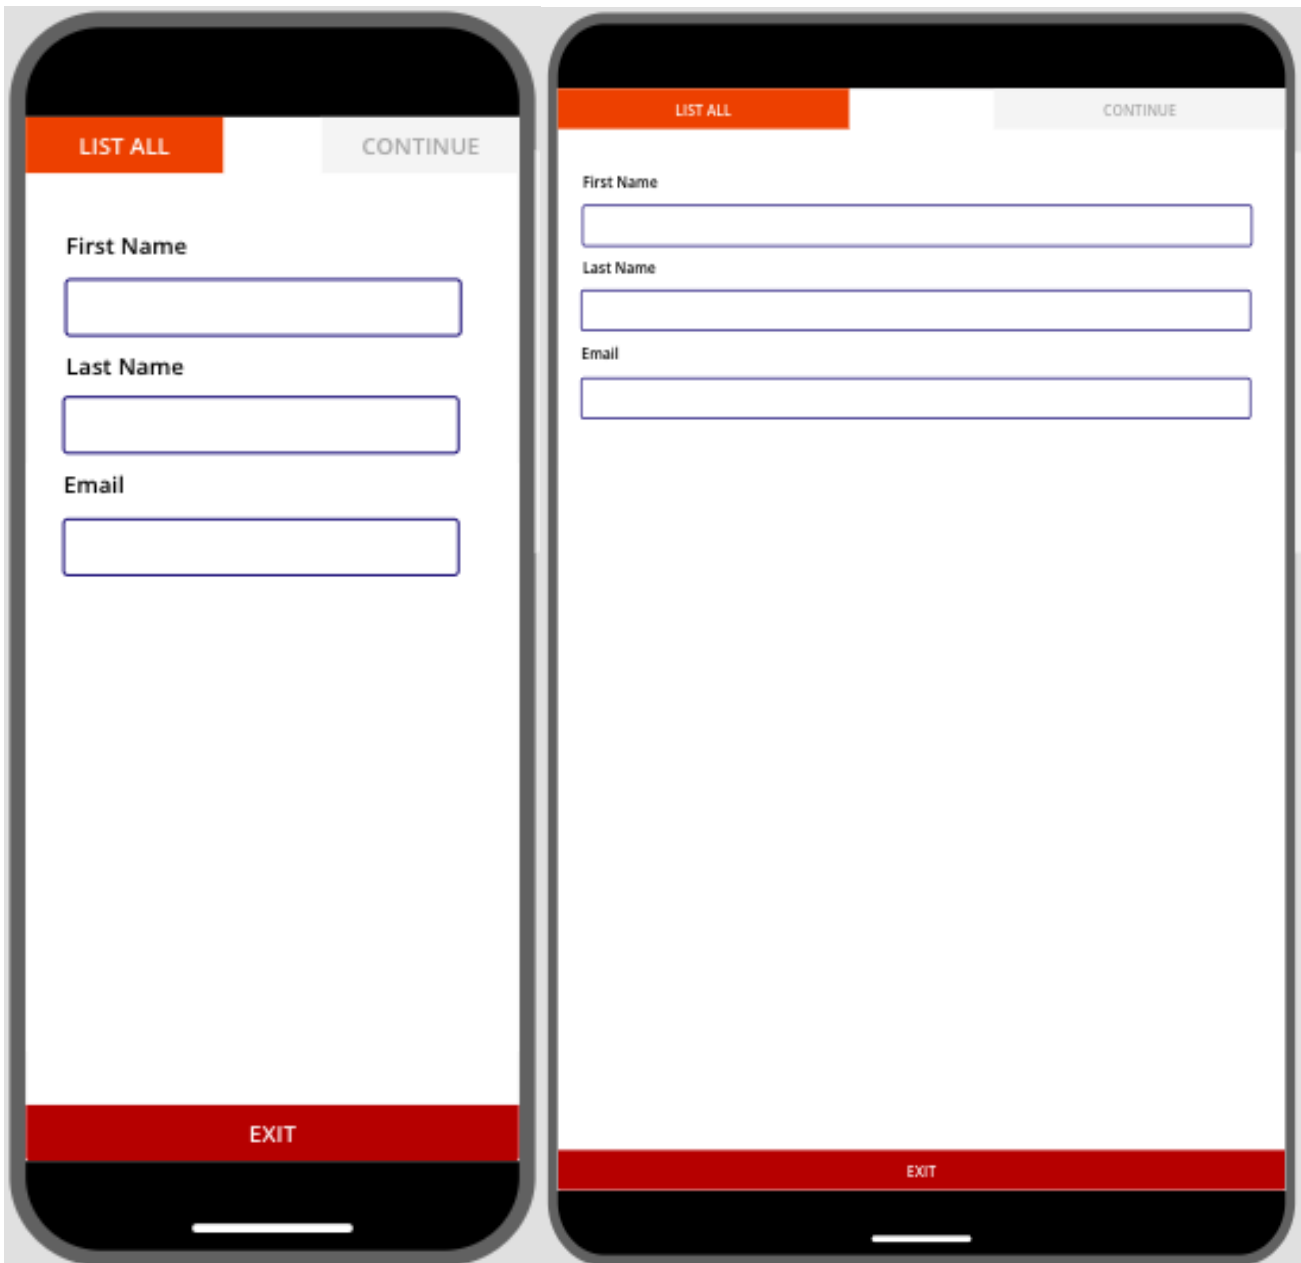 LIST ALL
CONTINUE
First Name
Last Name
Email
EXIT
LIST ALL
CONTINUE
First Name
Last Name
Email
EXIT